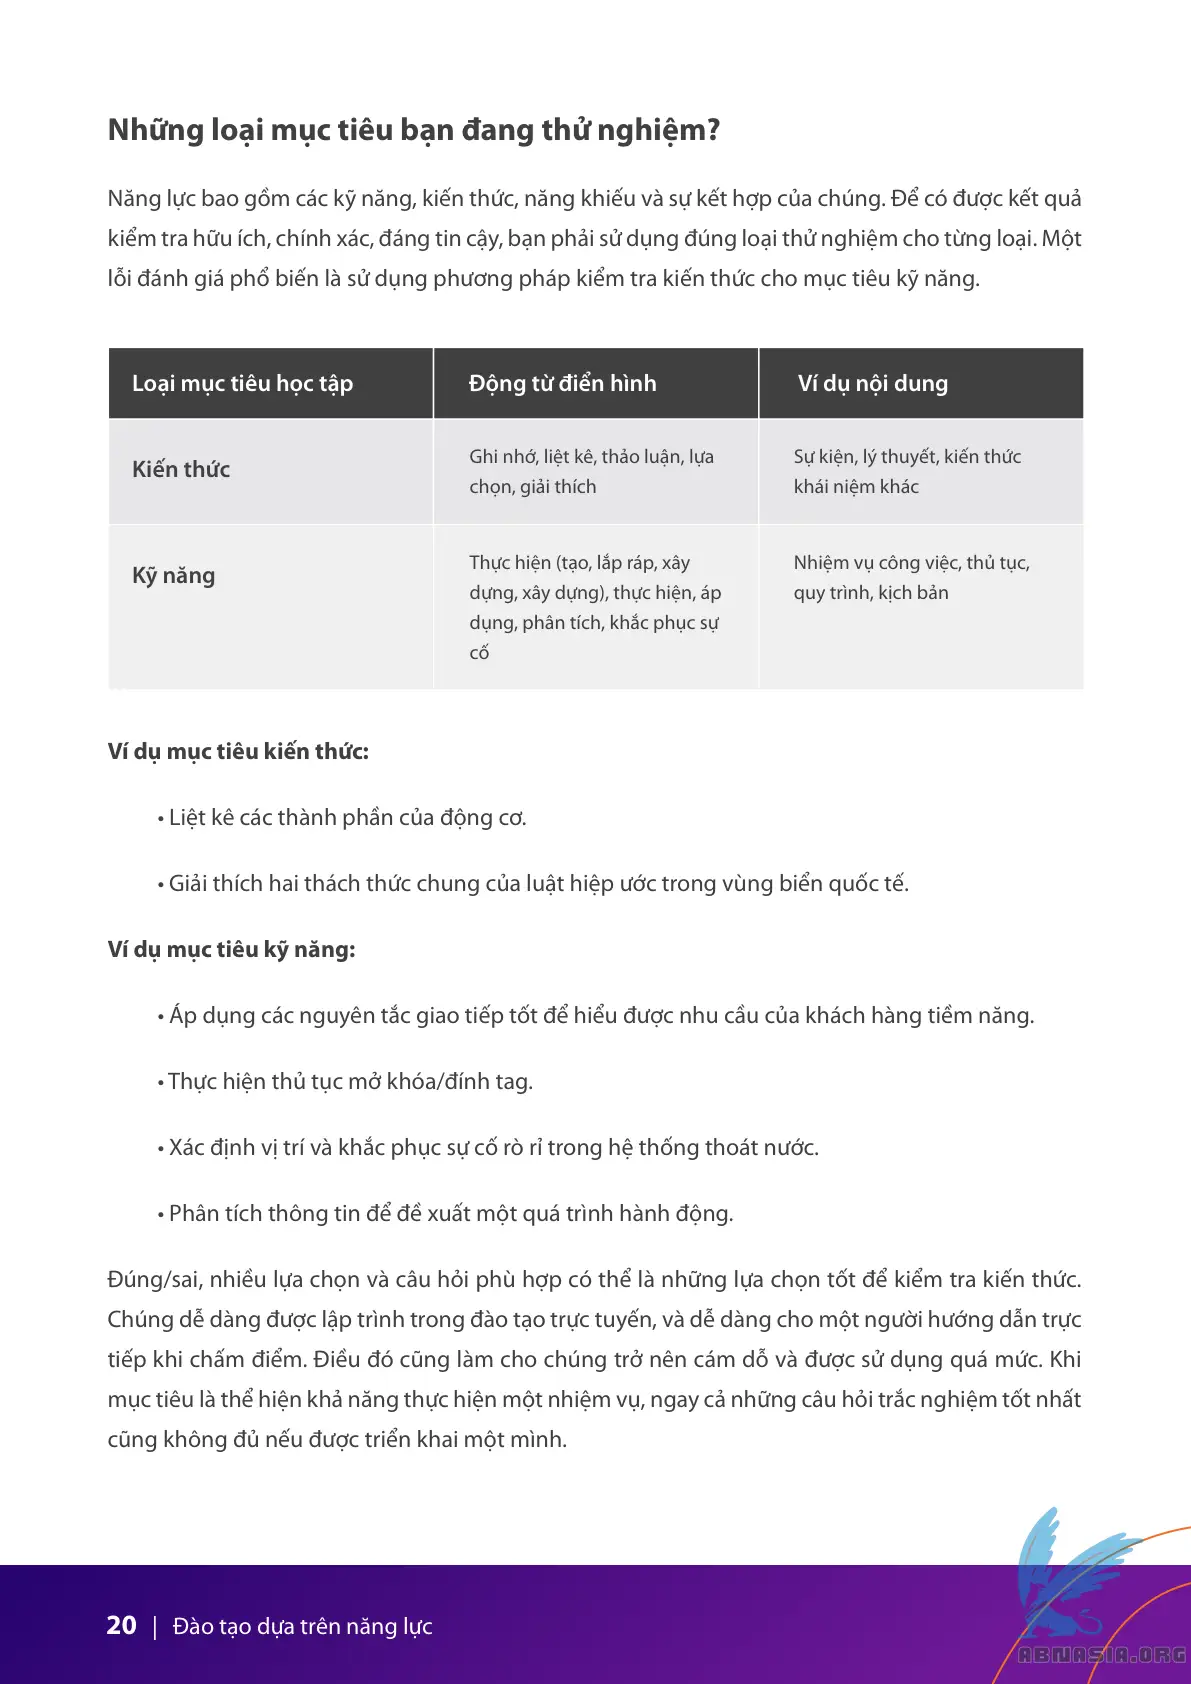 Những loại mục tiêu bạn đang thử nghiệm?
Năng lực bao gồm các kỹ năng, kiến thức, năng khiếu và sự kết hợp của chúng. Để có được kết quả
kiểm tra hữu ích, chính xác, đáng tin cậy, bạn phải sử dụng đúng loại thử nghiệm cho từng loại. Một
lỗi đánh giá phổ biến là sử dụng phương pháp kiểm tra kiến thức cho mục tiêu kỹ năng.
Loại mục tiêu học tập
Động từ điển hình
Ví dụ nội dung
Kiến thức
Ghi nhớ, liệt kê, thảo luận, lựa
chọn, giải thích
Sự kiện, lý thuyết, kiến thức
khái niệm khác
Kỹ năng
Thực hiện (tạo, lắp ráp, xây
dựng, xây dựng), thực hiện, áp
dụng, phân tích, khắc phục sự
cố
Nhiệm vụ công việc, thủ tục,
quy trình, kịch bản
Ví dụ mục tiêu kiến thức:
• Liệt kê các thành phần của động cơ.
• Giải thích hai thách thức chung của luật hiệp ước trong vùng biển quốc tế.
Ví dụ mục tiêu kỹ năng:
• Áp dụng các nguyên tắc giao tiếp tốt để hiểu được nhu cầu của khách hàng tiềm năng.
• Thực hiện thủ tục mở khóa/đính tag.
• Xác định vị trí và khắc phục sự cố rò rỉ trong hệ thống thoát nước.
• Phân tích thông tin để đề xuất một quá trình hành động.
Đúng/sai, nhiều lựa chọn và câu hỏi phù hợp có thể là những lựa chọn tốt để kiểm tra kiến thức.
Chúng dễ dàng được lập trình trong đào tạo trực tuyến, và dễ dàng cho một người hướng dẫn trực
tiếp khi chấm điểm. Điều đó cũng làm cho chúng trở nên cám dỗ và được sử dụng quá mức. Khi
mục tiêu là thể hiện khả năng thực hiện một nhiệm vụ, ngay cả những câu hỏi trắc nghiệm tốt nhất
cũng không đủ nếu được triển khai một mình.
20 | Đào tạo dựa trên năng lực
ABNASIA.ORG